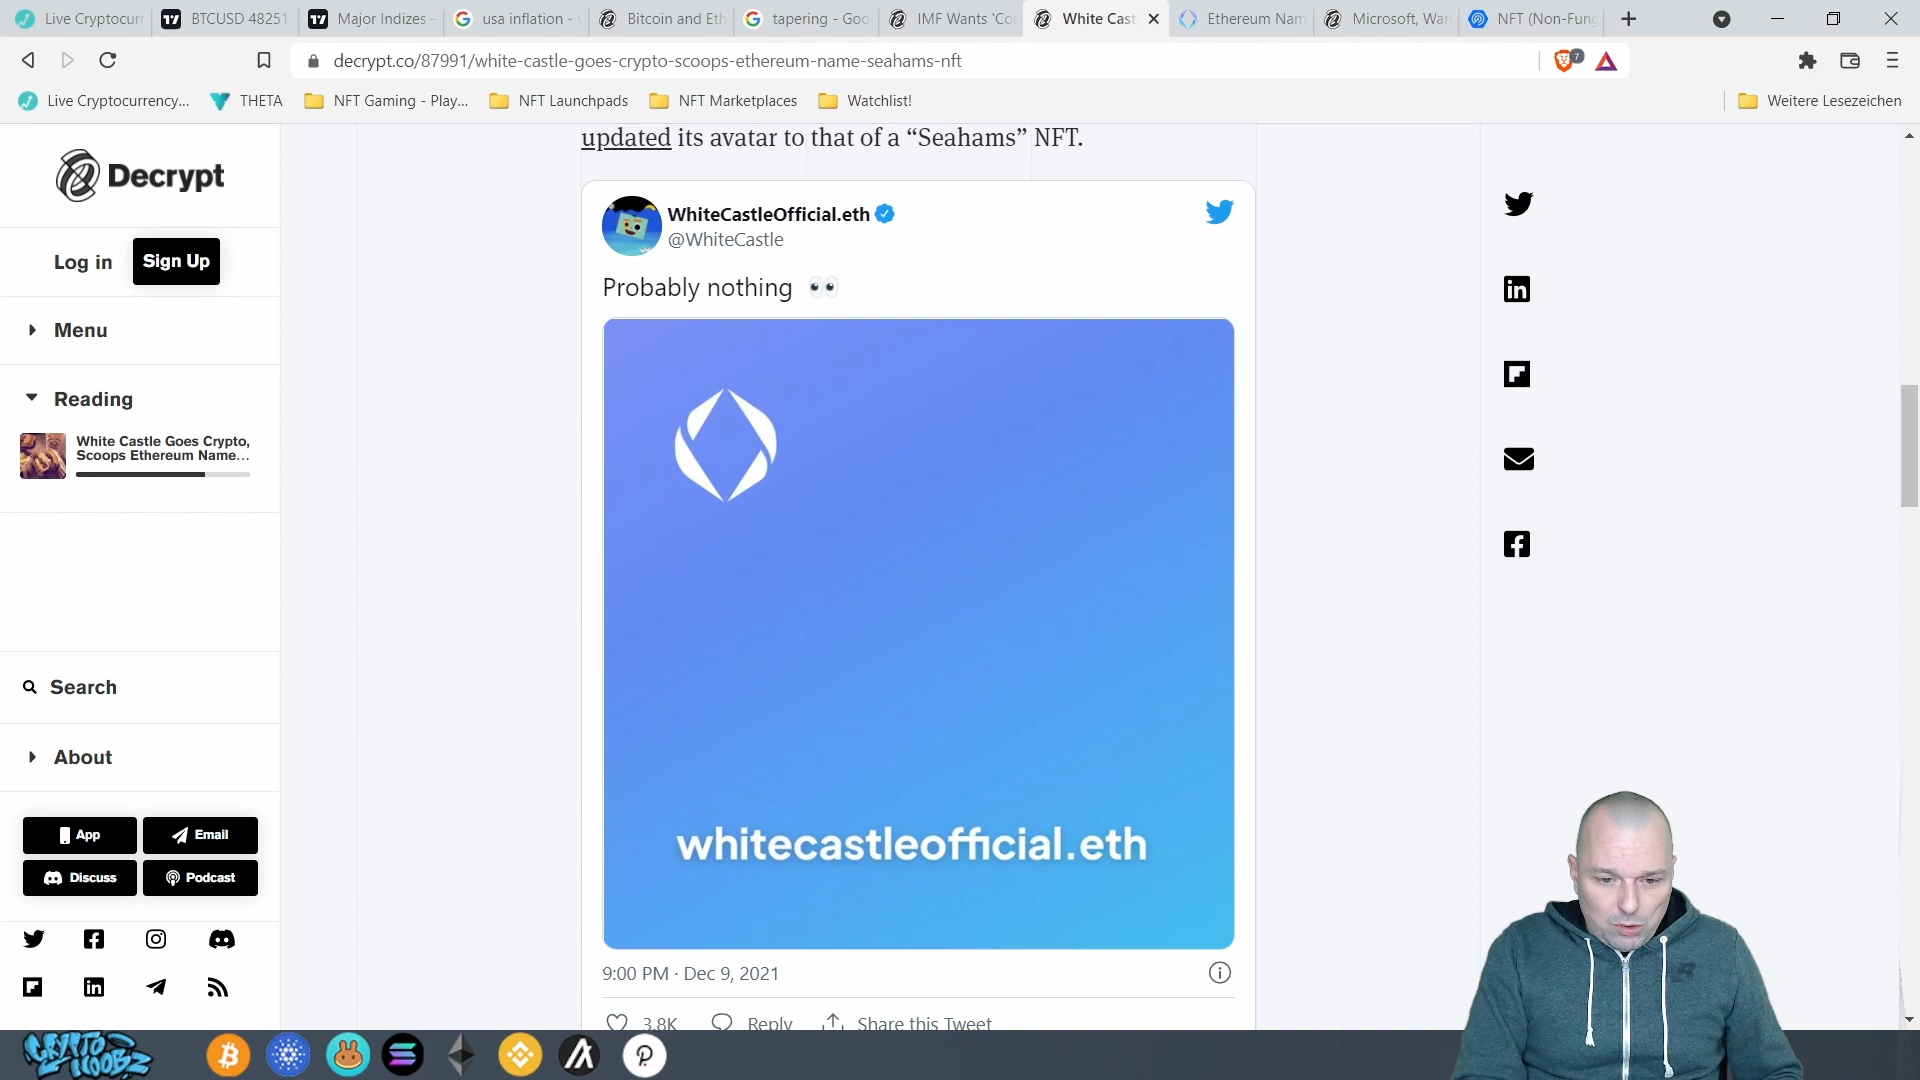 Live Cryptocurr
BTCUSD 48251
Major Indizes
usa inflation -
Bitcoin and Eth
tapering - Goo
IMF Wants 'Co
White Cast
Ethereum Nam
Microsoft, War
NFT (Non-Fung
decrypt.co/87991/white-castle-goes-crypto-scoops-ethereum-name-seahams-nft
7
Live Cryptocurrency...
THETA
NFT Gaming - Play...
NFT Launchpads
NFT Marketplaces
Watchlist!
Weitere Lesezeichen
Decrypt
Log in
Sign Up
Menu
Reading
White Castle Goes Crypto,
Scoops Ethereum Name...
Search
About
App
Email
Discuss
Podcast
updated its avatar to that of a “Seahams” NFT.
WhiteCastleOfficial.eth
@WhiteCastle
Probably nothing 👀
whitecastleofficial.eth
9:00 PM · Dec 9, 2021
3.8K
Reply
Share this Tweet
CRYPTO
NOOBZ